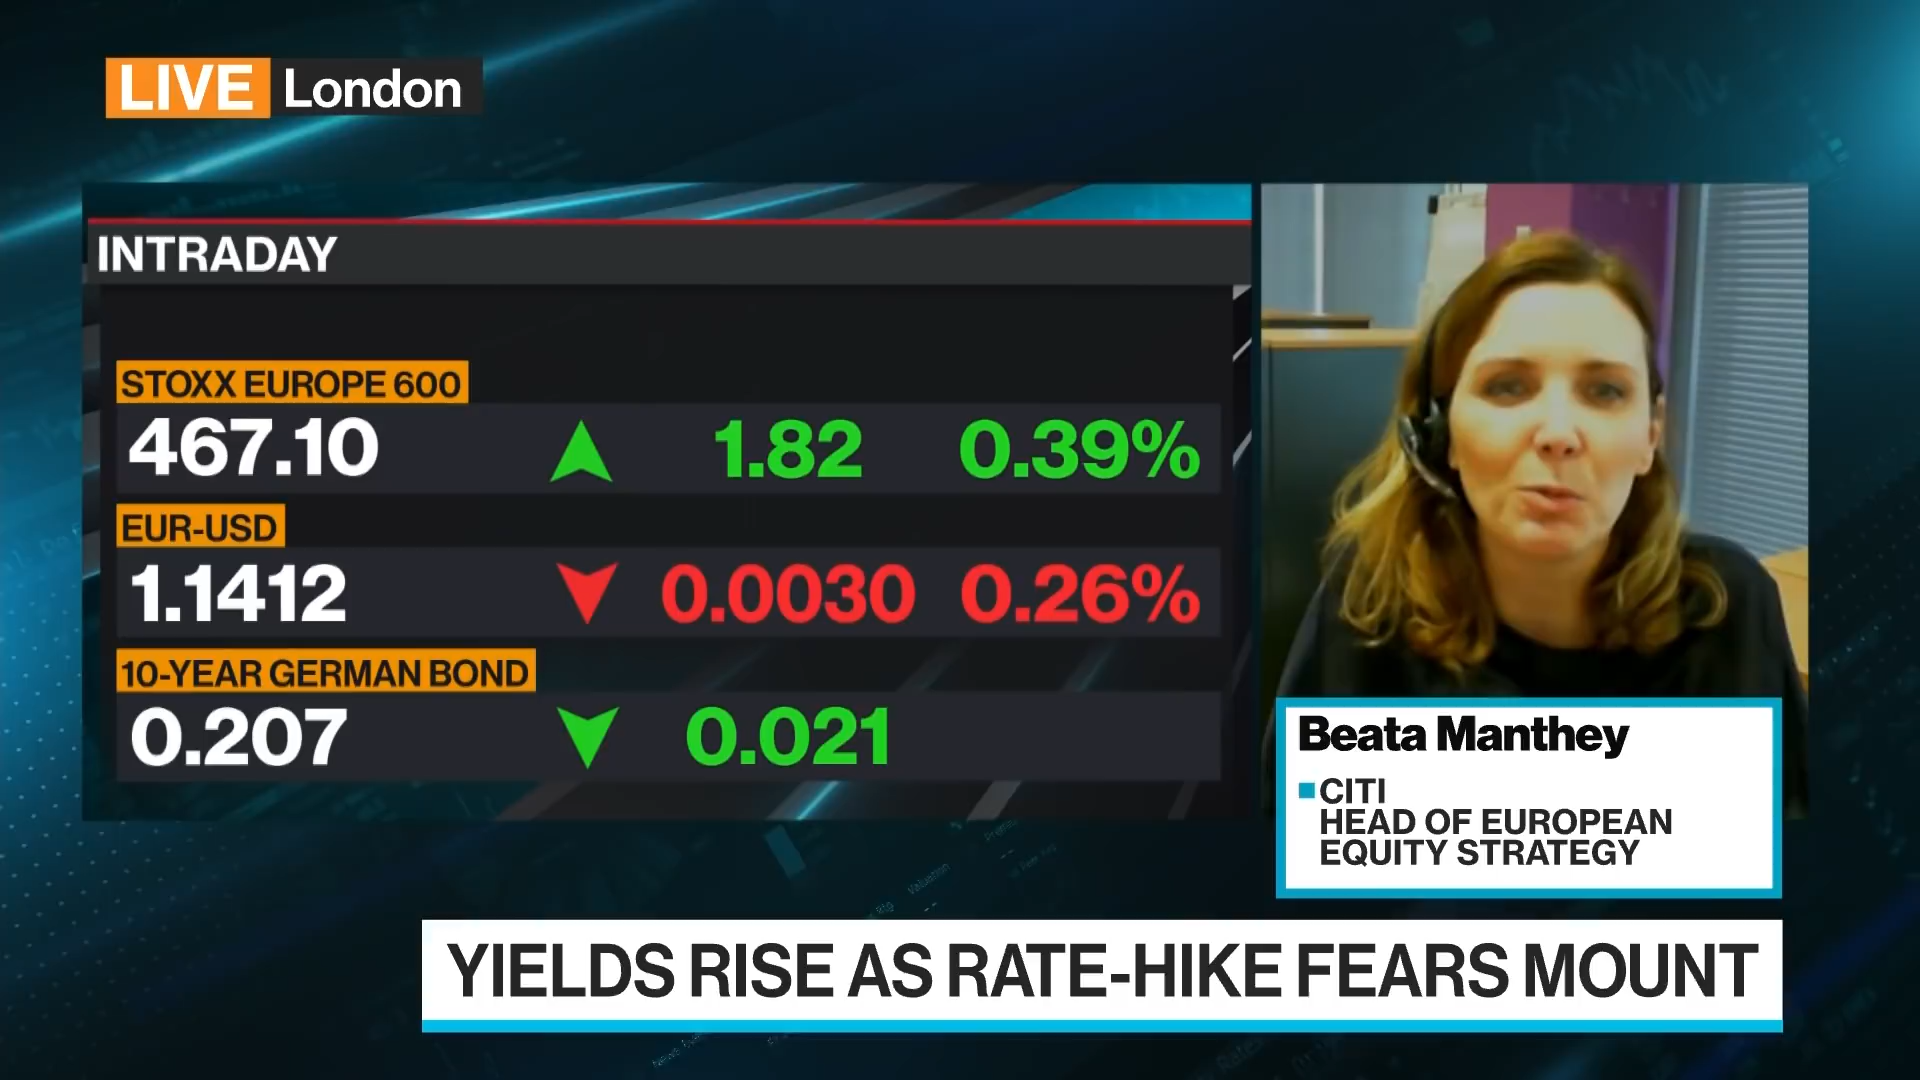 LIVE London
INTRADAY
STOXX EUROPE 600
467.10 1.82 0.39%
EUR-USD
1.1412 0.0030 0.26%
10-YEAR GERMAN BOND
0.207 0.021
Beata Manthey
CITI
HEAD OF EUROPEAN
EQUITY STRATEGY
YIELDS RISE AS RATE-HIKE FEARS MOUNT